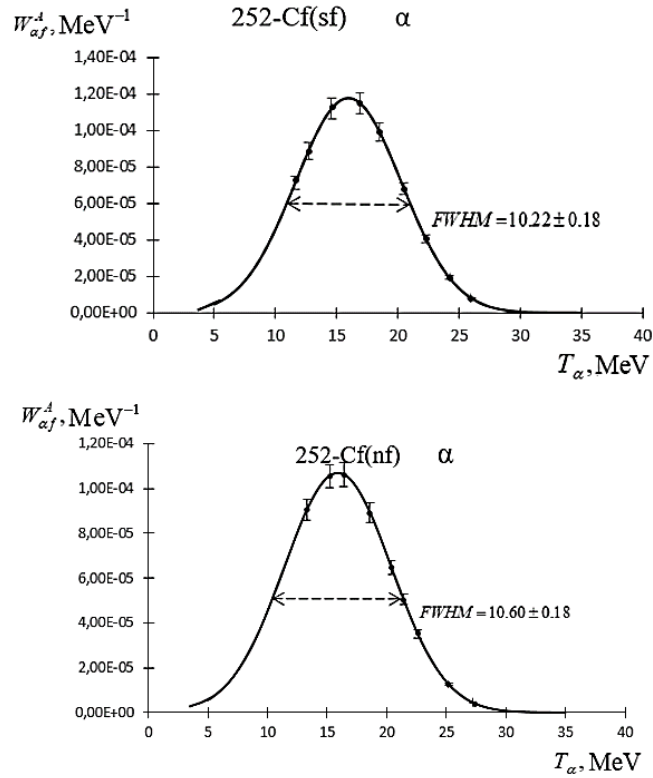 252-Cf(sf) α
W_{αf}^A, MeV⁻¹
1,40E-04
1,20E-04
1,00E-04
8,00E-05
6,00E-05
4,00E-05
2,00E-05
0,00E+00
FWHM = 10.22 ± 0.18
0 5 10 15 20 25 30 35 40
T_α, MeV
W_{αf}^A, MeV⁻¹
252-Cf(nf) α
1,20E-04
1,00E-04
8,00E-05
6,00E-05
4,00E-05
2,00E-05
0,00E+00
FWHM = 10.60 ± 0.18
0 5 10 15 20 25 30 35 40
T_α, MeV